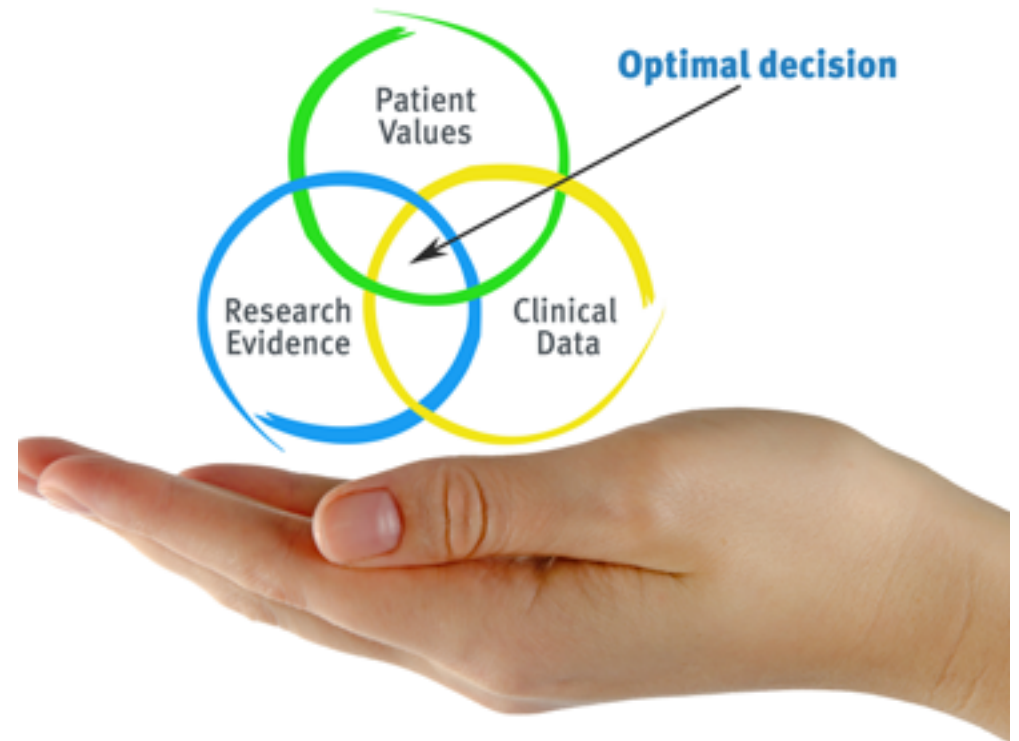 Optimal decision
Patient
Values
Research
Evidence
Clinical
Data